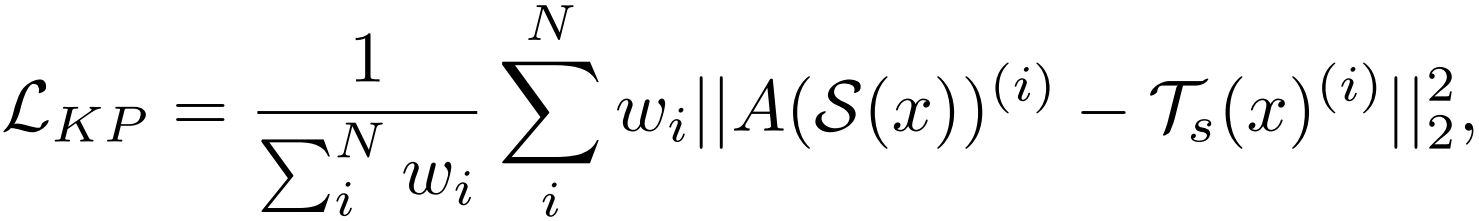 \mathcal{L}_{KP} = \frac{1}{\sum_{i}^{N} w_i} \sum_{i}^{N} w_i ||A(\mathcal{S}(x))^{(i)} - \mathcal{T}_s(x)^{(i)}||_2^2,